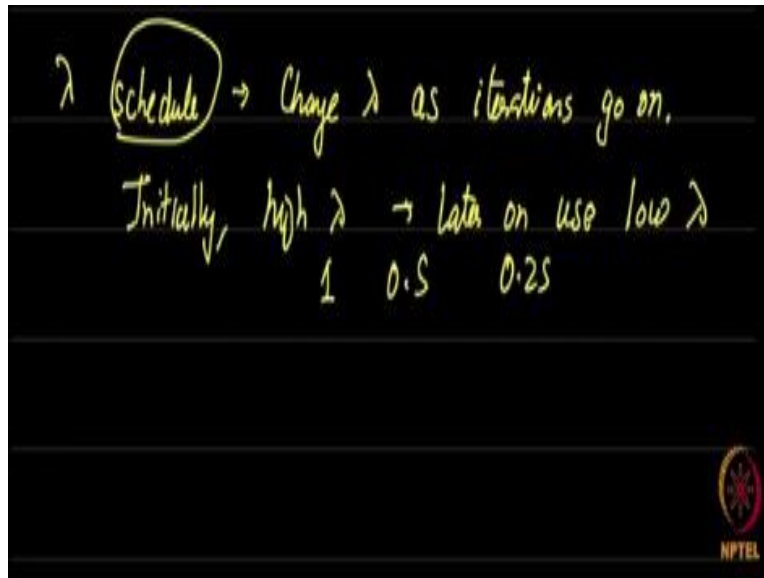 λ schedule → Change λ as iterations go on.
Initially, high λ → Later on use low λ
1 0.5 0.25
NPTEL